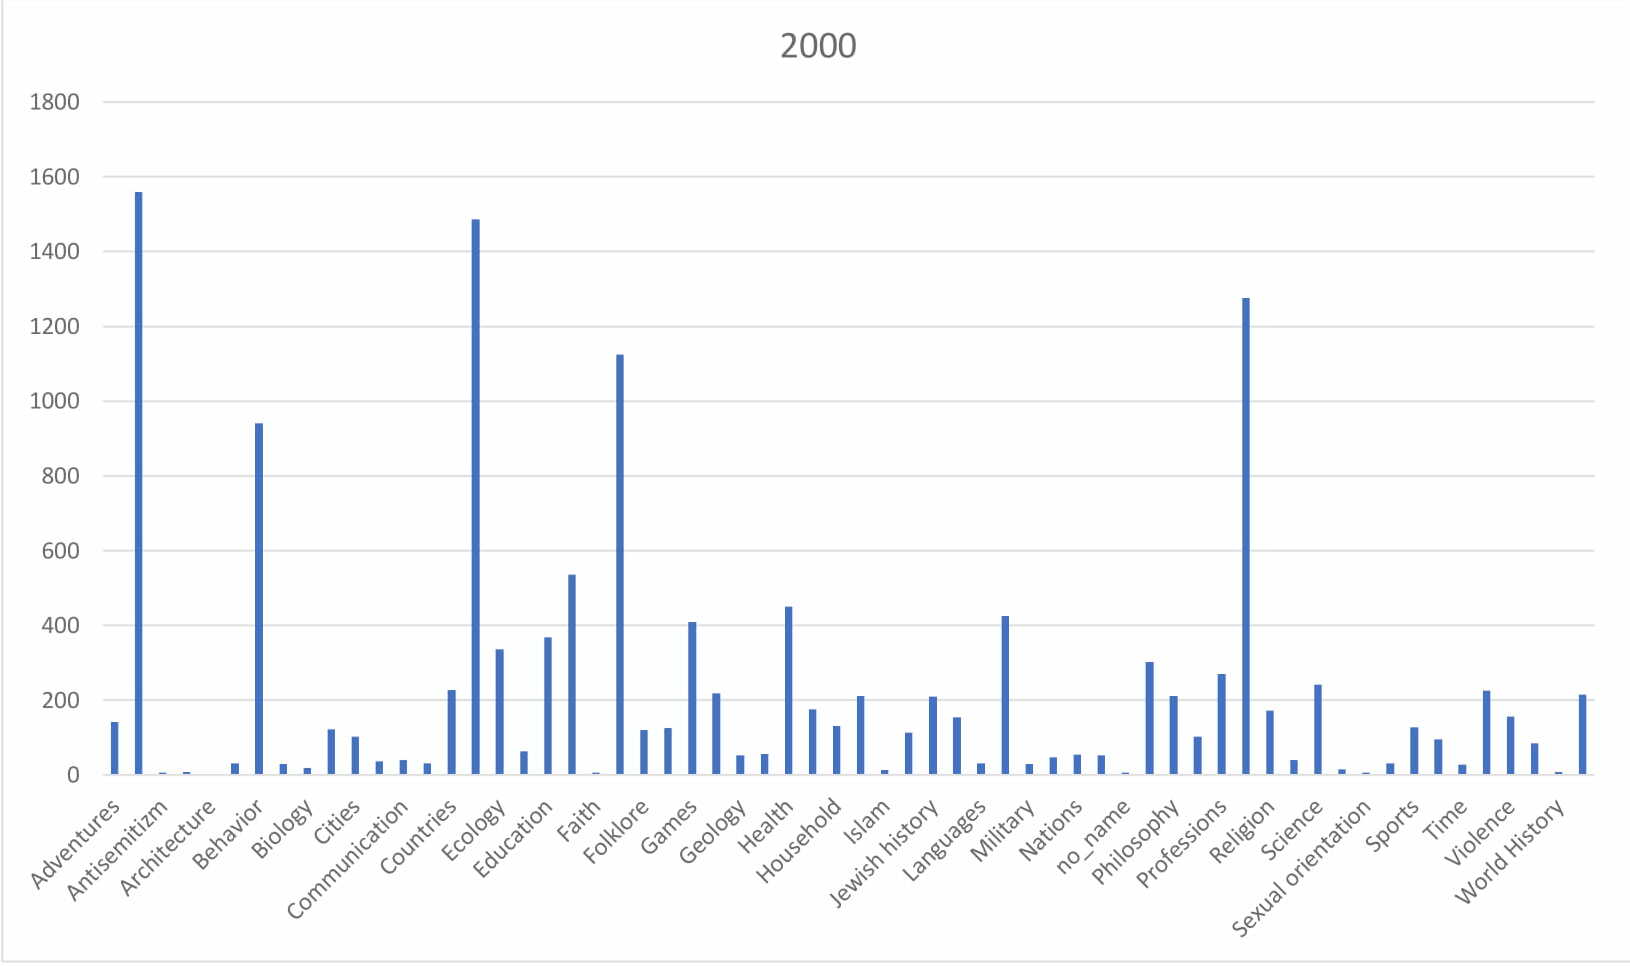 2000
1800
1600
1400
1200
1000
800
600
400
200
0
Adventures
Antisemitizm
Architecture
Behavior
Biology
Cities
Communication
Countries
Ecology
Education
Faith
Folklore
Games
Geology
Health
Household
Islam
Jewish history
Languages
Military
Nations
no_name
Philosophy
Professions
Religion
Science
Sexual orientation
Sports
Time
Violence
World History